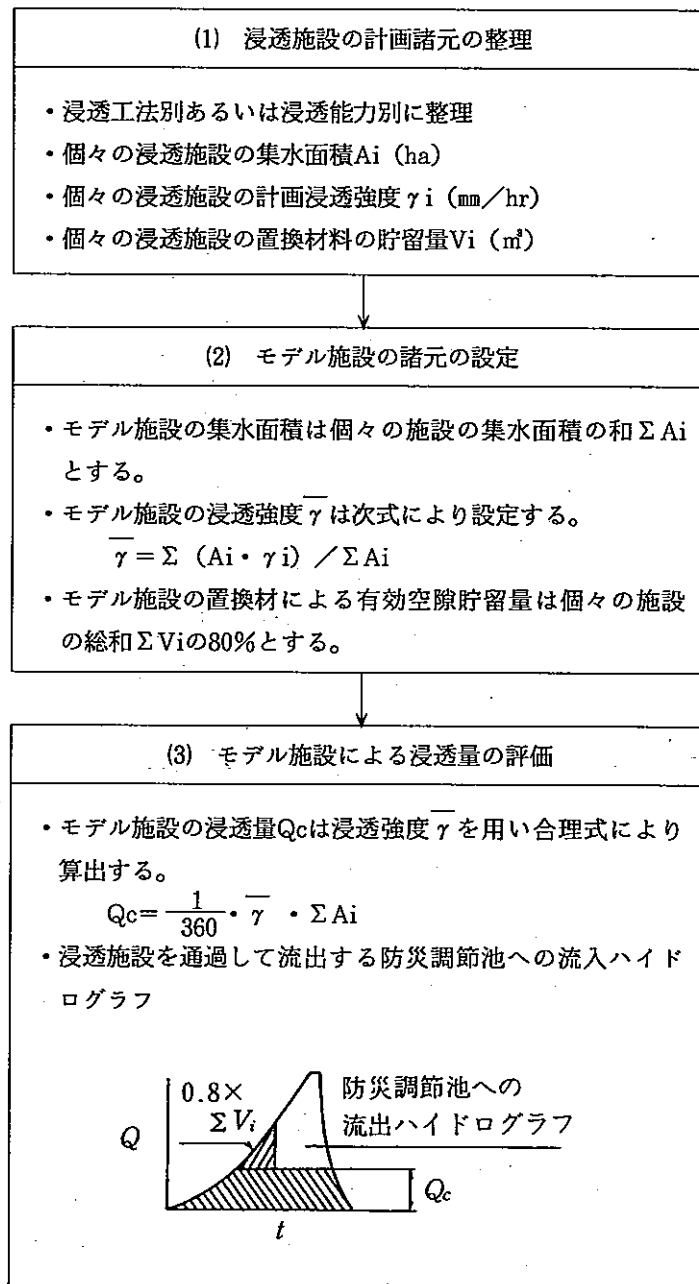 (1) 浸透施設の計画諸元の整理
・浸透工法別あるいは浸透能力別に整理
・個々の浸透施設の集水面積Ai (ha)
・個々の浸透施設の計画浸透強度γi (㎜／hr)
・個々の浸透施設の置換材料の貯留量Vi (㎥)
(2) モデル施設の諸元の設定
・モデル施設の集水面積は個々の施設の集水面積の和ΣAi
とする。
・モデル施設の浸透強度γ̅は次式により設定する。
γ̅＝Σ (Ai・γi) ／ΣAi
・モデル施設の置換材による有効空隙貯留量は個々の施設
の総和ΣViの80％とする。
(3) モデル施設による浸透量の評価
・モデル施設の浸透量Qcは浸透強度γ̅を用い合理式により
算出する。
Qc＝1/360・γ̅・ΣAi
・浸透施設を通過して流出する防災調節池への流入ハイド
ログラフ
0.8×
ΣVi
防災調節池への
流出ハイドログラフ
Q
Qc
t